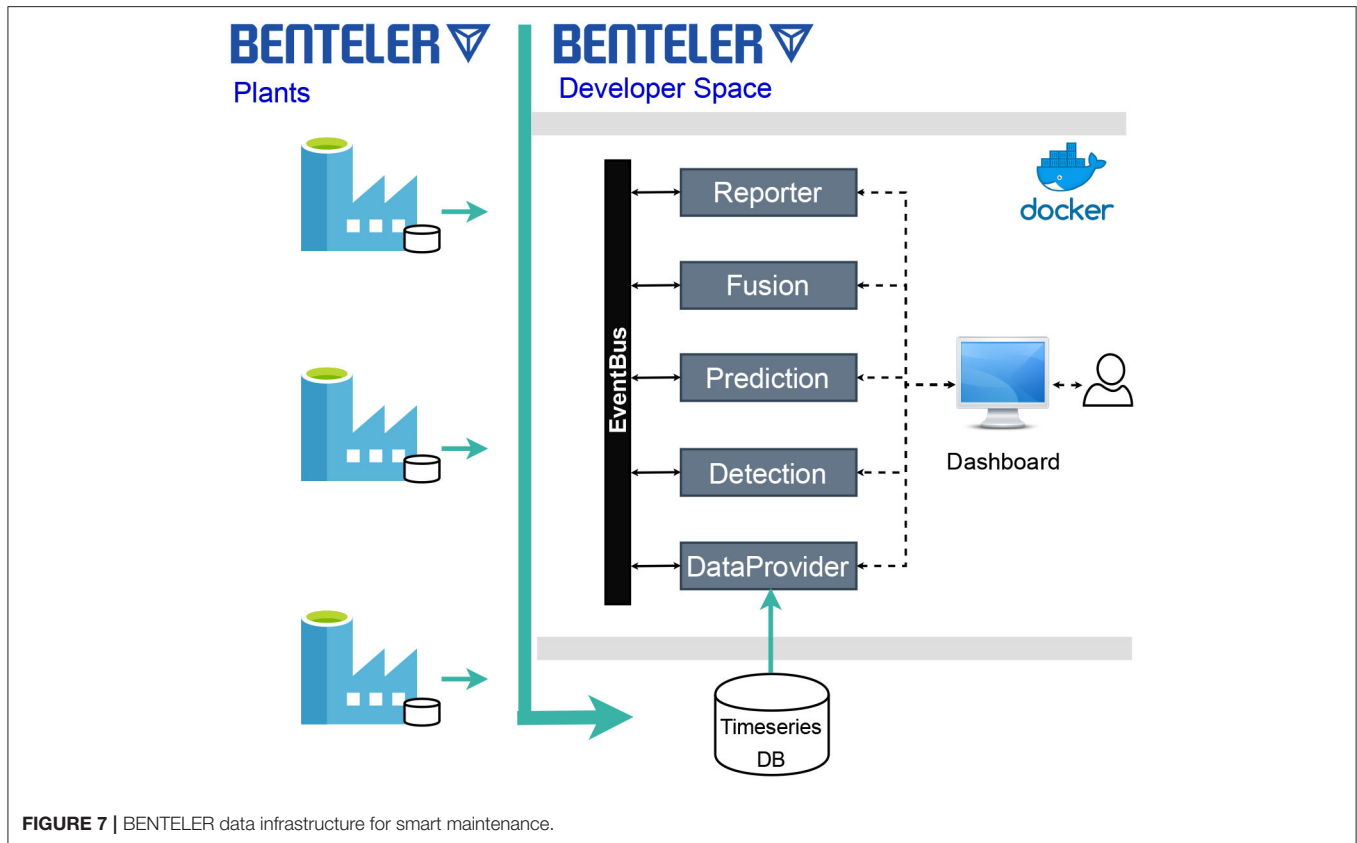 BENTELER
Plants
BENTELER
Developer Space
docker
EventBus
Reporter
Fusion
Prediction
Detection
DataProvider
Dashboard
Timeseries
DB
FIGURE 7 | BENTELER data infrastructure for smart maintenance.